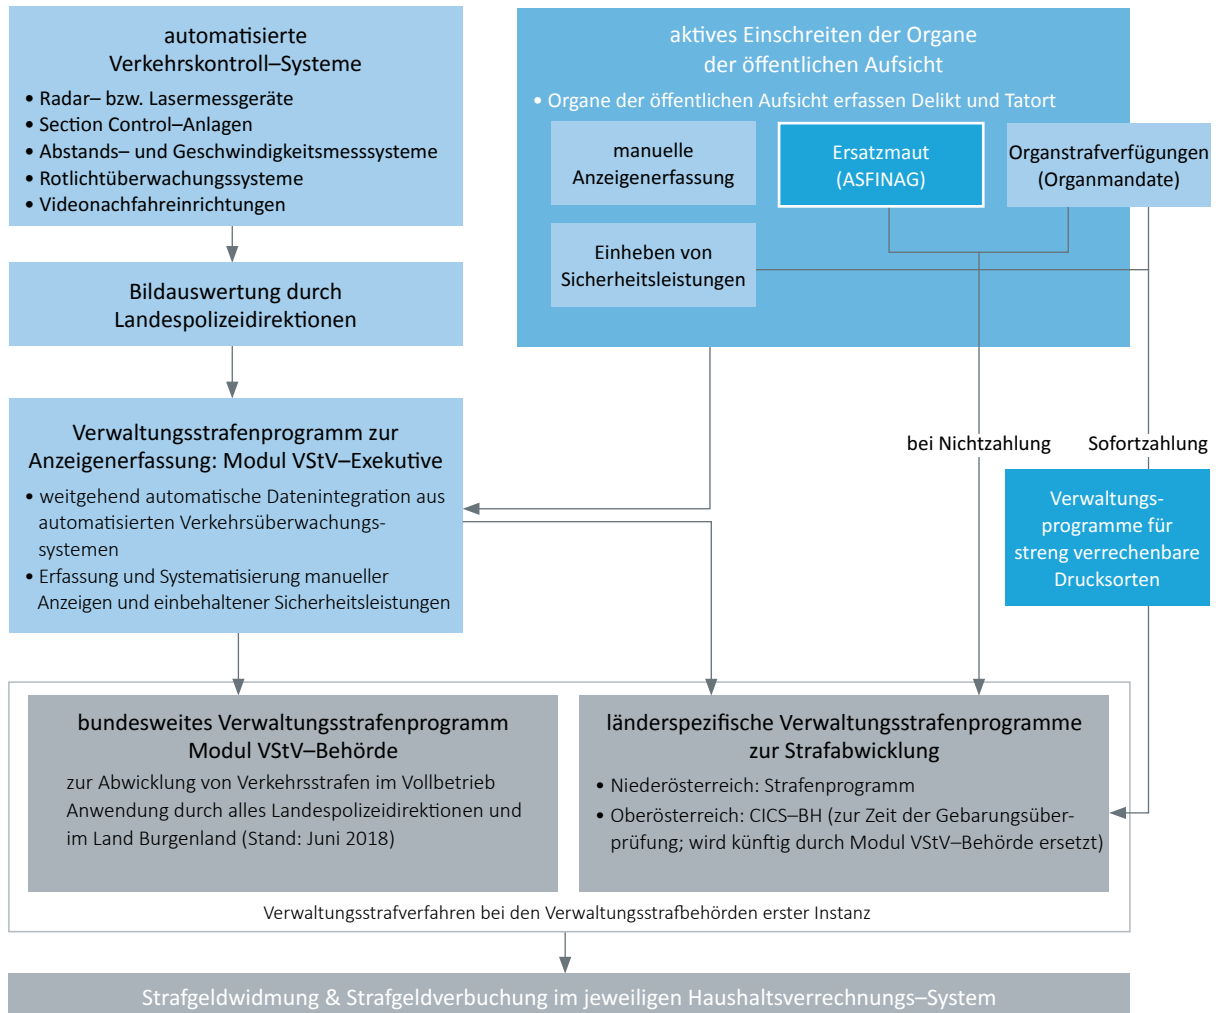 automatisierte
Verkehrskontroll–Systeme
• Radar– bzw. Lasermessgeräte
• Section Control–Anlagen
• Abstands– und Geschwindigkeitsmesssysteme
• Rotlichtüberwachungssysteme
• Videonachfahreinrichtungen
Bildauswertung durch
Landespolizeidirektionen
Verwaltungsstrafenprogramm zur
Anzeigenerfassung: Modul VStV–Exekutive
• weitgehend automatische Datenintegration aus
automatisierten Verkehrsüberwachungs-
systemen
• Erfassung und Systematisierung manueller
Anzeigen und einbehaltener Sicherheitsleistungen
aktives Einschreiten der Organe
der öffentlichen Aufsicht
• Organe der öffentlichen Aufsicht erfassen Delikt und Tatort
manuelle
Anzeigenerfassung
Ersatzmaut
(ASFINAG)
Organstrafverfügungen
(Organmandate)
Einheben von
Sicherheitsleistungen
bei Nichtzahlung
Sofortzahlung
Verwaltungs-
programme für
streng verrechenbare
Drucksorten
bundesweites Verwaltungsstrafenprogramm
Modul VStV–Behörde
zur Abwicklung von Verkehrsstrafen im Vollbetrieb
Anwendung durch alles Landespolizeidirektionen und
im Land Burgenland (Stand: Juni 2018)
länderspezifische Verwaltungsstrafenprogramme
zur Strafabwicklung
• Niederösterreich: Strafenprogramm
• Oberösterreich: CICS–BH (zur Zeit der Gebarungsüber-
prüfung; wird künftig durch Modul VStV–Behörde ersetzt)
Verwaltungsstrafverfahren bei den Verwaltungsstrafbehörden erster Instanz
Strafgeldwidmung & Strafgeldverbuchung im jeweiligen Haushaltsverrechnungs–System